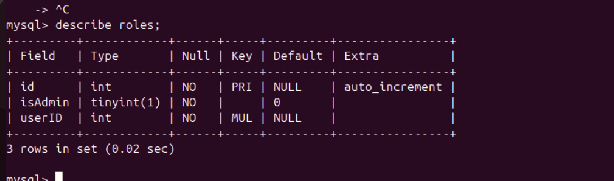 -> ^C
mysql> describe roles;
+---------+------------+------+-----+---------+----------------+
| Field | Type | Null | Key | Default | Extra |
+---------+------------+------+-----+---------+----------------+
| id | int | NO | PRI | NULL | auto_increment |
| isAdmin | tinyint(1) | NO | | 0 | |
| userID | int | NO | MUL | NULL | |
+---------+------------+------+-----+---------+----------------+
3 rows in set (0.02 sec)
mysql>